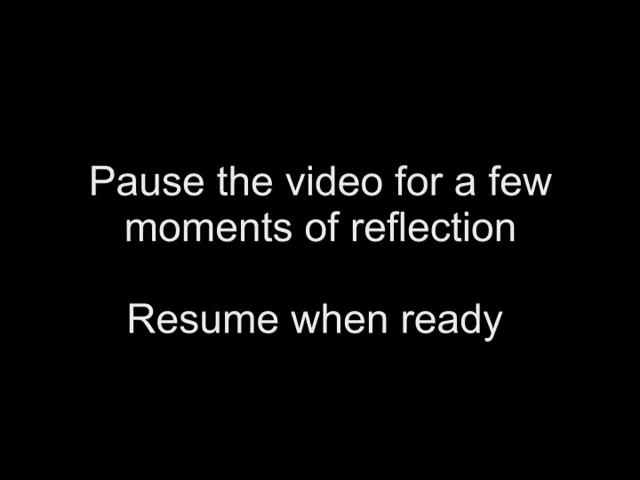 Pause the video for a few
moments of reflection
Resume when ready